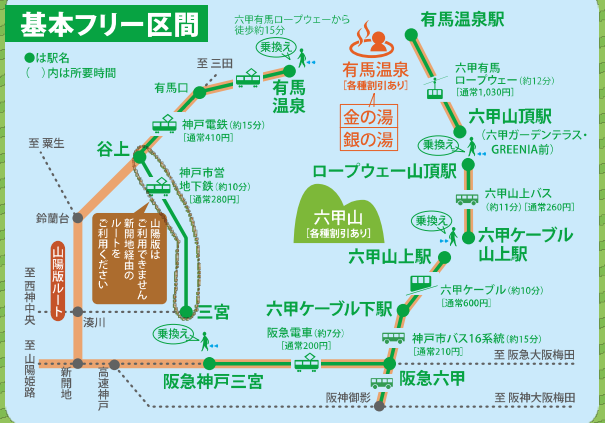 基本フリー区間
●は駅名
（　）内は所要時間
六甲有馬ロープウェーから
徒歩約15分
乗換え
至 三田
有馬口
有馬
温泉
神戸電鉄（約15分）
［通常410円］
至 粟生
谷上
神戸市営
地下鉄（約10分）
［通常280円］
鈴蘭台
山陽版ルート
山陽版は
ご利用できません
新開地経由の
ルートを
ご利用ください
至 西神中央
湊川
三宮
乗換え
至 山陽姫路
新開地
高速神戸
阪急神戸三宮
阪急電車（約7分）
［通常200円］
有馬温泉駅
有馬温泉
［各種割引あり］
金の湯
銀の湯
六甲有馬
ロープウェー（約12分）
［通常1,030円］
六甲山頂駅
（六甲ガーデンテラス・
GREENIA前）
乗換え
ロープウェー山頂駅
六甲山上バス
（約11分）［通常260円］
六甲山
［各種割引あり］
乗換え
六甲ケーブル
山上駅
六甲山上駅
六甲ケーブル（約10分）
［通常600円］
六甲ケーブル下駅
神戸市バス16系統（約15分）
［通常210円］
至 阪急大阪梅田
阪急六甲
阪神御影
至 阪神大阪梅田